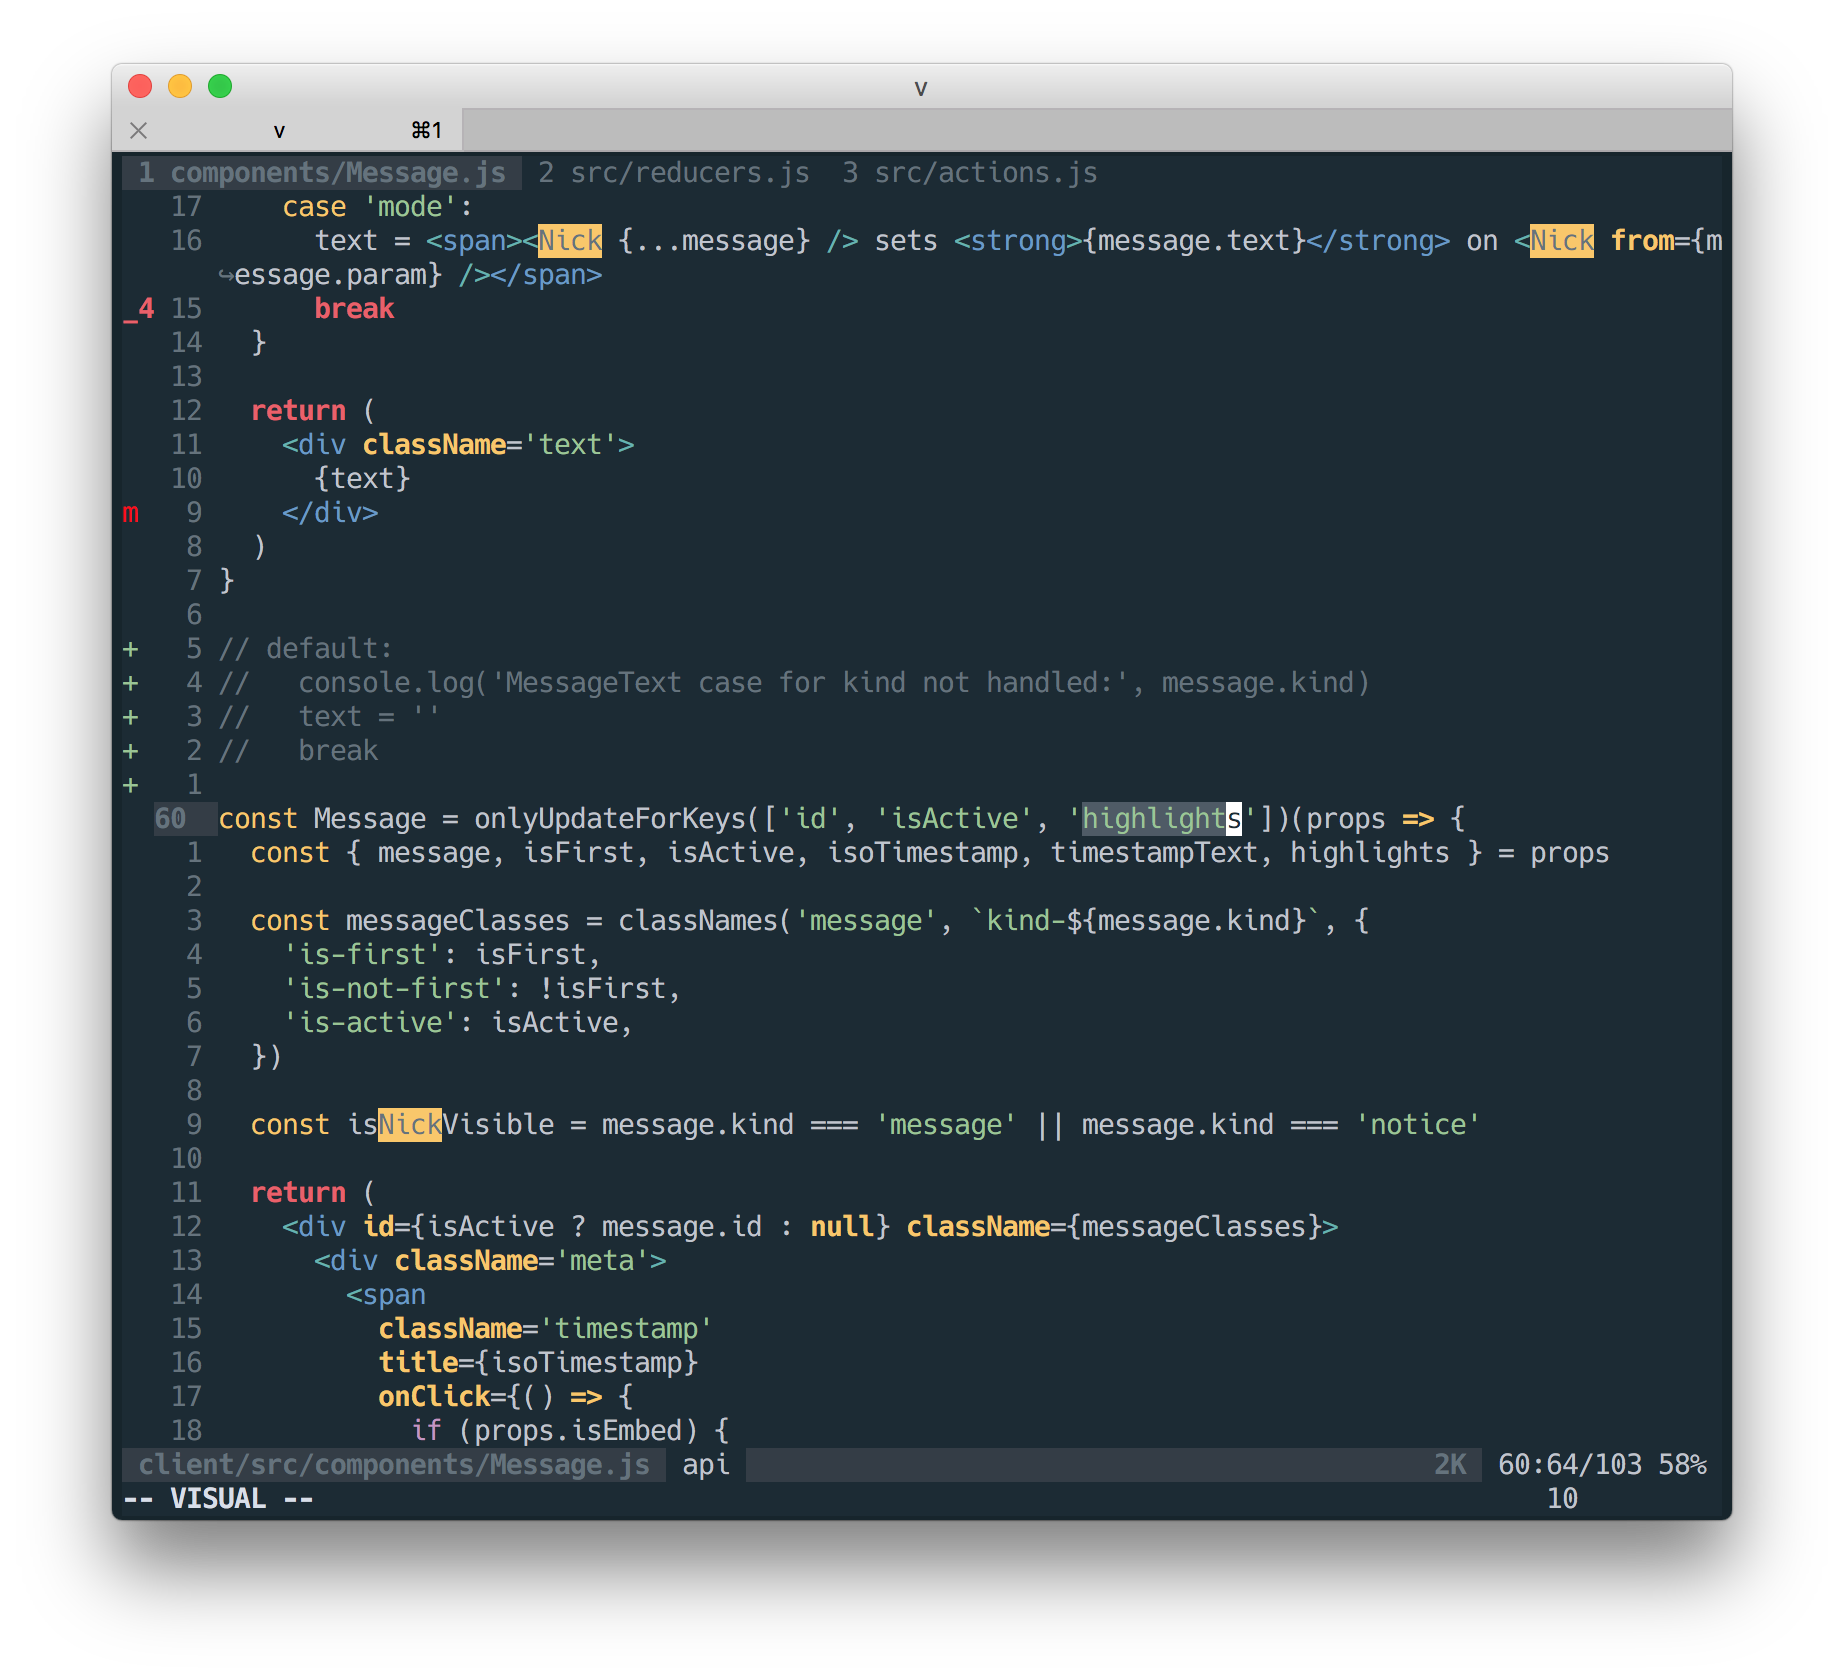 v
v ⌘1
1 components/Message.js 2 src/reducers.js 3 src/actions.js
17     case 'mode':
16       text = <span><Nick {...message} /> sets <strong>{message.text}</strong> on <Nick from={m
↪essage.param} /></span>
_4 15       break
14   }
13
12   return (
11     <div className='text'>
10       {text}
m 9     </div>
8   )
7 }
6
+ 5 // default:
+ 4 //   console.log('MessageText case for kind not handled:', message.kind)
+ 3 //   text = ''
+ 2 //   break
+ 1
60 const Message = onlyUpdateForKeys(['id', 'isActive', 'highlights'])(props => {
1   const { message, isFirst, isActive, isoTimestamp, timestampText, highlights } = props
2
3   const messageClasses = classNames('message', `kind-${message.kind}`, {
4     'is-first': isFirst,
5     'is-not-first': !isFirst,
6     'is-active': isActive,
7   })
8
9   const isNickVisible = message.kind === 'message' || message.kind === 'notice'
10
11   return (
12     <div id={isActive ? message.id : null} className={messageClasses}>
13       <div className='meta'>
14         <span
15           className='timestamp'
16           title={isoTimestamp}
17           onClick={() => {
18             if (props.isEmbed) {
client/src/components/Message.js api 2K 60:64/103 58%
-- VISUAL -- 10